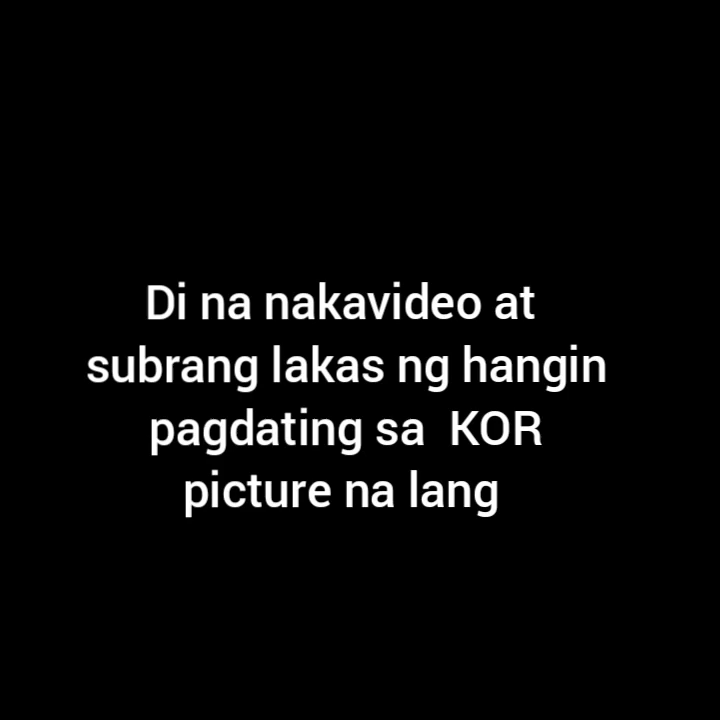 Di na nakavideo at
subrang lakas ng hangin
pagdating sa  KOR
picture na lang